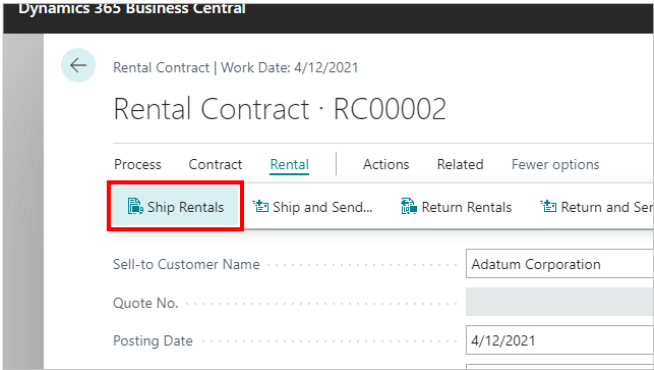 Dynamics 365 Business Central
Rental Contract | Work Date: 4/12/2021
Rental Contract · RC00002
Process Contract Rental Actions Related Fewer options
Ship Rentals Ship and Send... Return Rentals Return and Ser
Sell-to Customer Name Adatum Corporation
Quote No.
Posting Date 4/12/2021